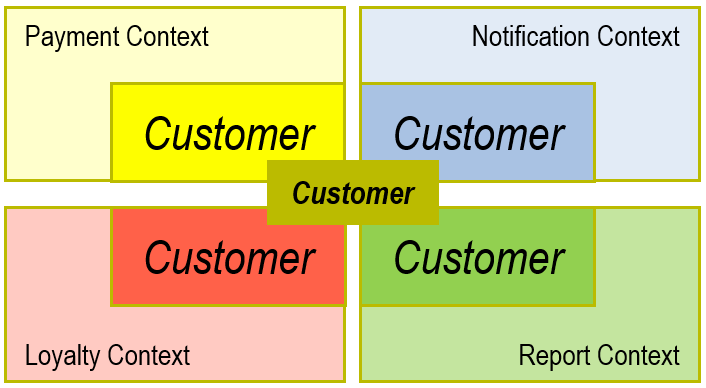 Payment Context
Notification Context
Customer
Customer
Customer
Customer
Customer
Loyalty Context
Report Context